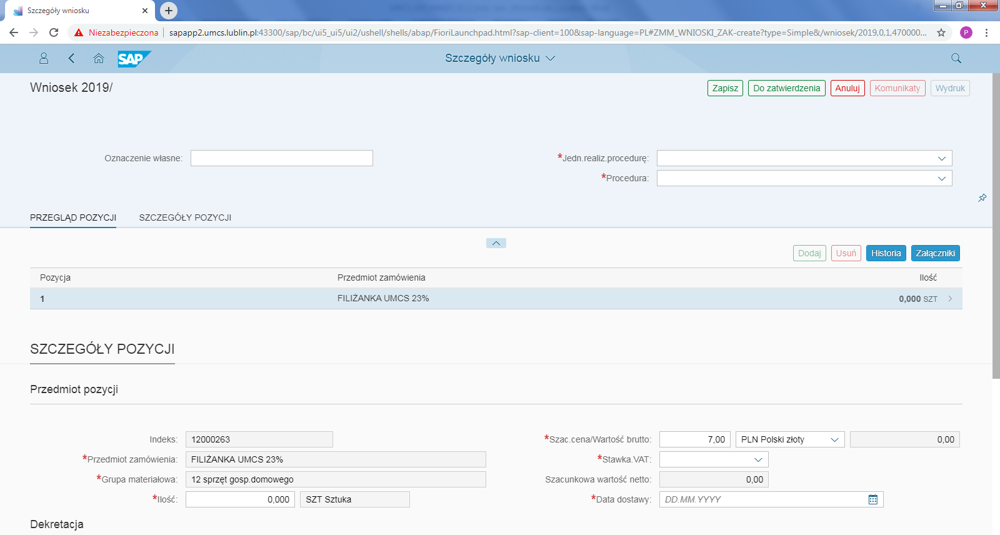 Szczegóły wniosku
Niezabezpieczona
sapapp2.umcs.lublin.pl:43300/sap/bc/ui5_ui5/ui2/ushell/shells/abap/FioriLaunchpad.html?sap-client=100&sap-language=PL#ZMM_WNIOSKI_ZAK-create?type=Simple&/wniosek/2019,0,1,470000...
P
SAP
Szczegóły wniosku
Wniosek 2019/
Zapisz Do zatwierdzenia Anuluj Komunikaty Wydruk
Oznaczenie własne:
*Jedn.realiz.procedurę:
*Procedura:
PRZEGLĄD POZYCJI SZCZEGÓŁY POZYCJI
Dodaj Usuń Historia Załączniki
Pozycja Przedmiot zamówienia Ilość
1 FILIŻANKA UMCS 23% 0,000 SZT
SZCZEGÓŁY POZYCJI
Przedmiot pozycji
Indeks: 12000263 *Szac.cena/Wartość brutto: 7,00 PLN Polski złoty 0,00
*Przedmiot zamówienia: FILIŻANKA UMCS 23% *Stawka.VAT:
*Grupa materiałowa: 12 sprzęt gosp.domowego Szacunkowa wartość netto: 0,00
*Ilość: 0,000 SZT Sztuka *Data dostawy: DD.MM.YYYY
Dekretacja